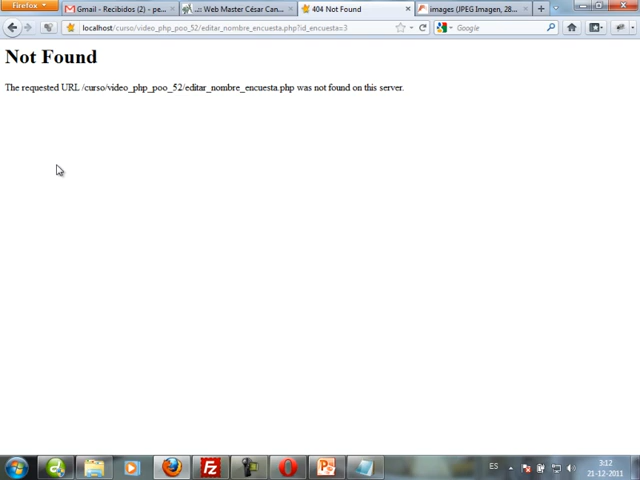 Firefox
Gmail - Recibidos (2) - pe...
.:: Web Master César Can...
404 Not Found
images (JPEG Imagen, 28...
localhost/curso/video_php_poo_52/editar_nombre_encuesta.php?id_encuesta=3
Google
Not Found
The requested URL /curso/video_php_poo_52/editar_nombre_encuesta.php was not found on this server.
ES
3:12
21-12-2011